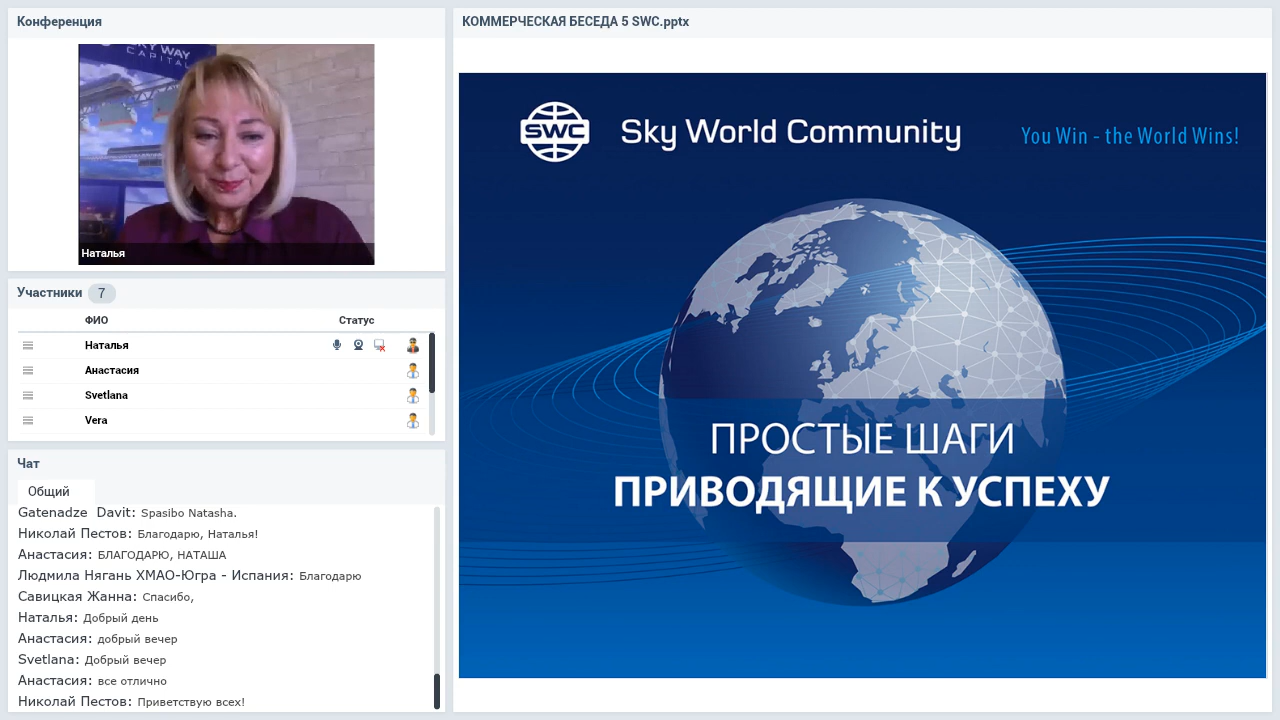 Конференция
SKY WAY
CAPITAL
Наталья
Участники 7
ФИО Статус
Наталья
Анастасия
Svetlana
Vera
Чат
Общий
Gatenadze Davit: Spasibo Natasha.
Николай Пестов: Благодарю, Наталья!
Анастасия: БЛАГОДАРЮ, НАТАША
Людмила Нягань ХМАО-Югра - Испания: Благодарю
Савицкая Жанна: Спасибо,
Наталья: Добрый день
Анастасия: добрый вечер
Svetlana: Добрый вечер
Анастасия: все отлично
Николай Пестов: Приветствую всех!
КОММЕРЧЕСКАЯ БЕСЕДА 5 SWC.pptx
SWC Sky World Community
You Win - the World Wins!
ПРОСТЫЕ ШАГИ
ПРИВОДЯЩИЕ К УСПЕХУ